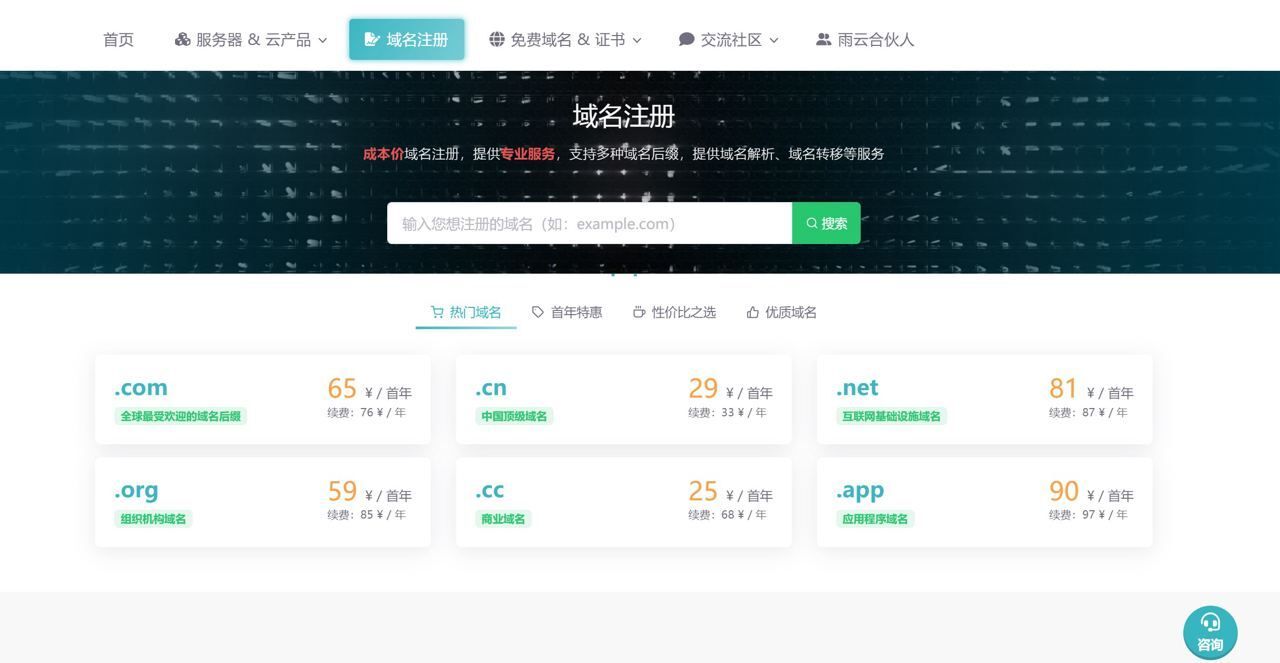 首页 服务器 & 云产品 域名注册 免费域名 & 证书 交流社区 雨云合伙人
域名注册
成本价域名注册，提供专业服务，支持多种域名后缀，提供域名解析、域名转移等服务
输入您想注册的域名（如：example.com） 搜索
热门域名 首年特惠 性价比之选 优质域名
.com 65 ¥ / 首年
全球最受欢迎的域名后缀 续费：76 ¥ / 年
.cn 29 ¥ / 首年
中国顶级域名 续费：33 ¥ / 年
.net 81 ¥ / 首年
互联网基础设施域名 续费：87 ¥ / 年
.org 59 ¥ / 首年
组织机构域名 续费：85 ¥ / 年
.cc 25 ¥ / 首年
商业域名 续费：68 ¥ / 年
.app 90 ¥ / 首年
应用程序域名 续费：97 ¥ / 年
咨询